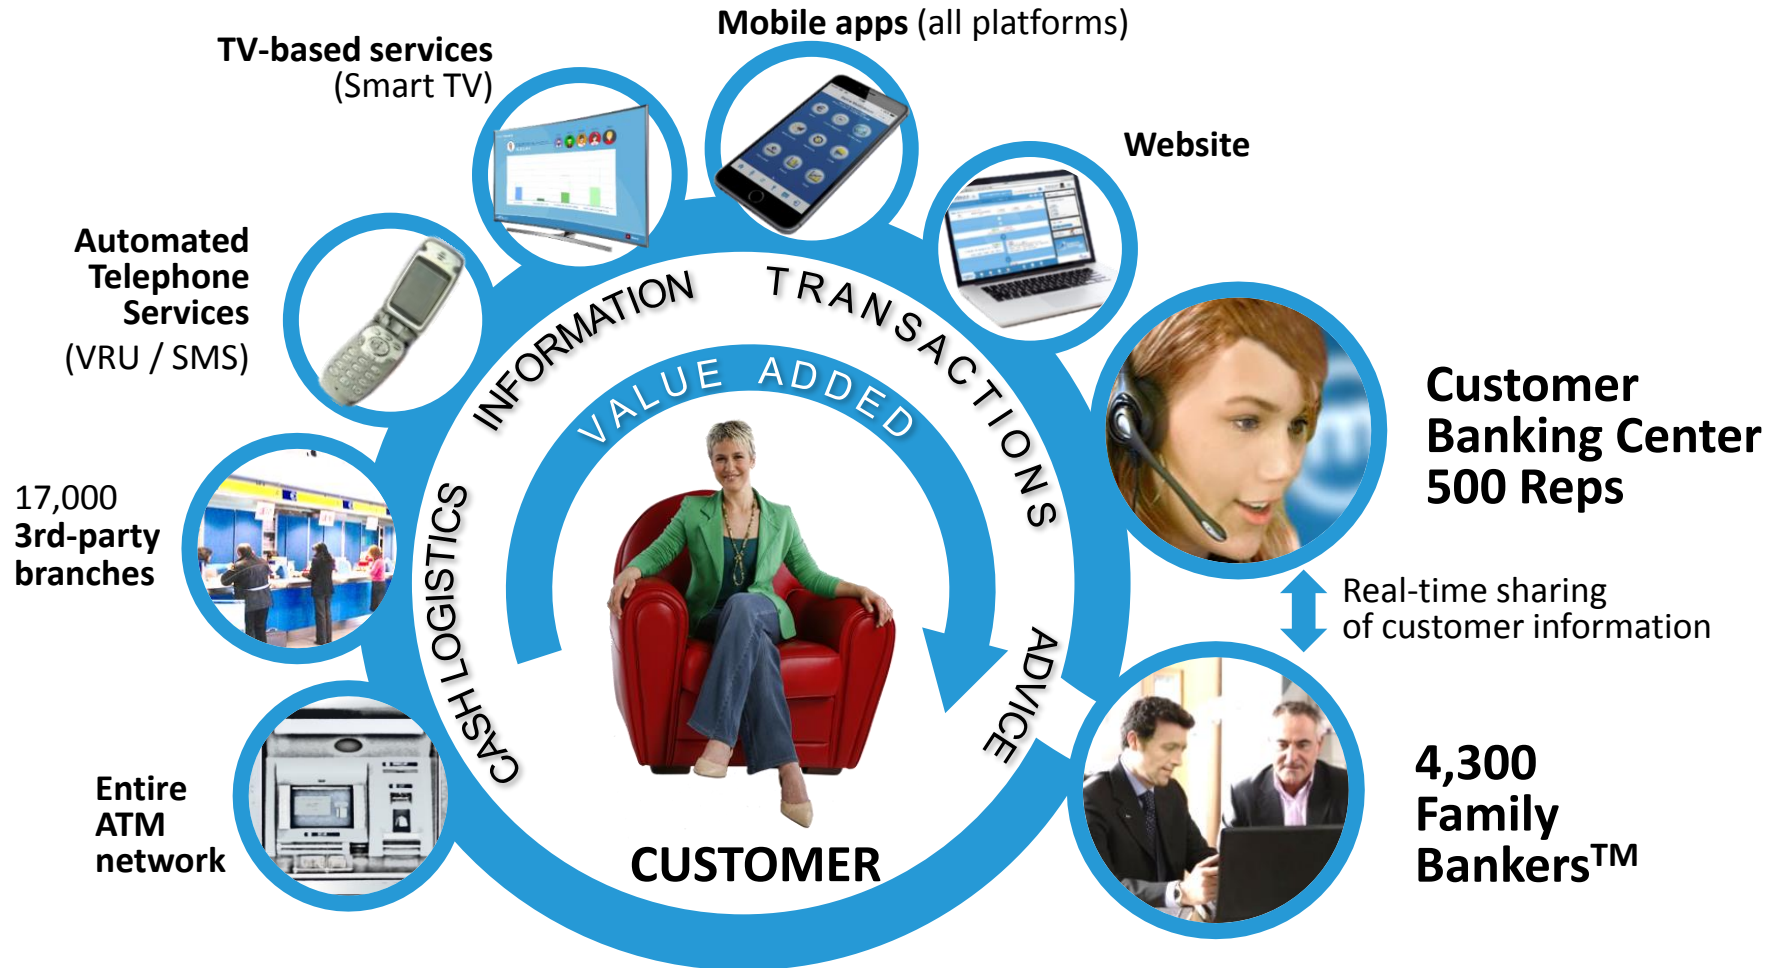 Mobile apps (all platforms)
TV-based services
(Smart TV)
Website
Automated
Telephone
Services
(VRU / SMS)
INFORMATION
TRANSACTIONS
VALUE ADDED
Customer
Banking Center
500 Reps
17,000
3rd-party
branches
CASH LOGISTICS
Real-time sharing
of customer information
ADVICE
Entire
ATM
network
4,300
Family
Bankers™
CUSTOMER